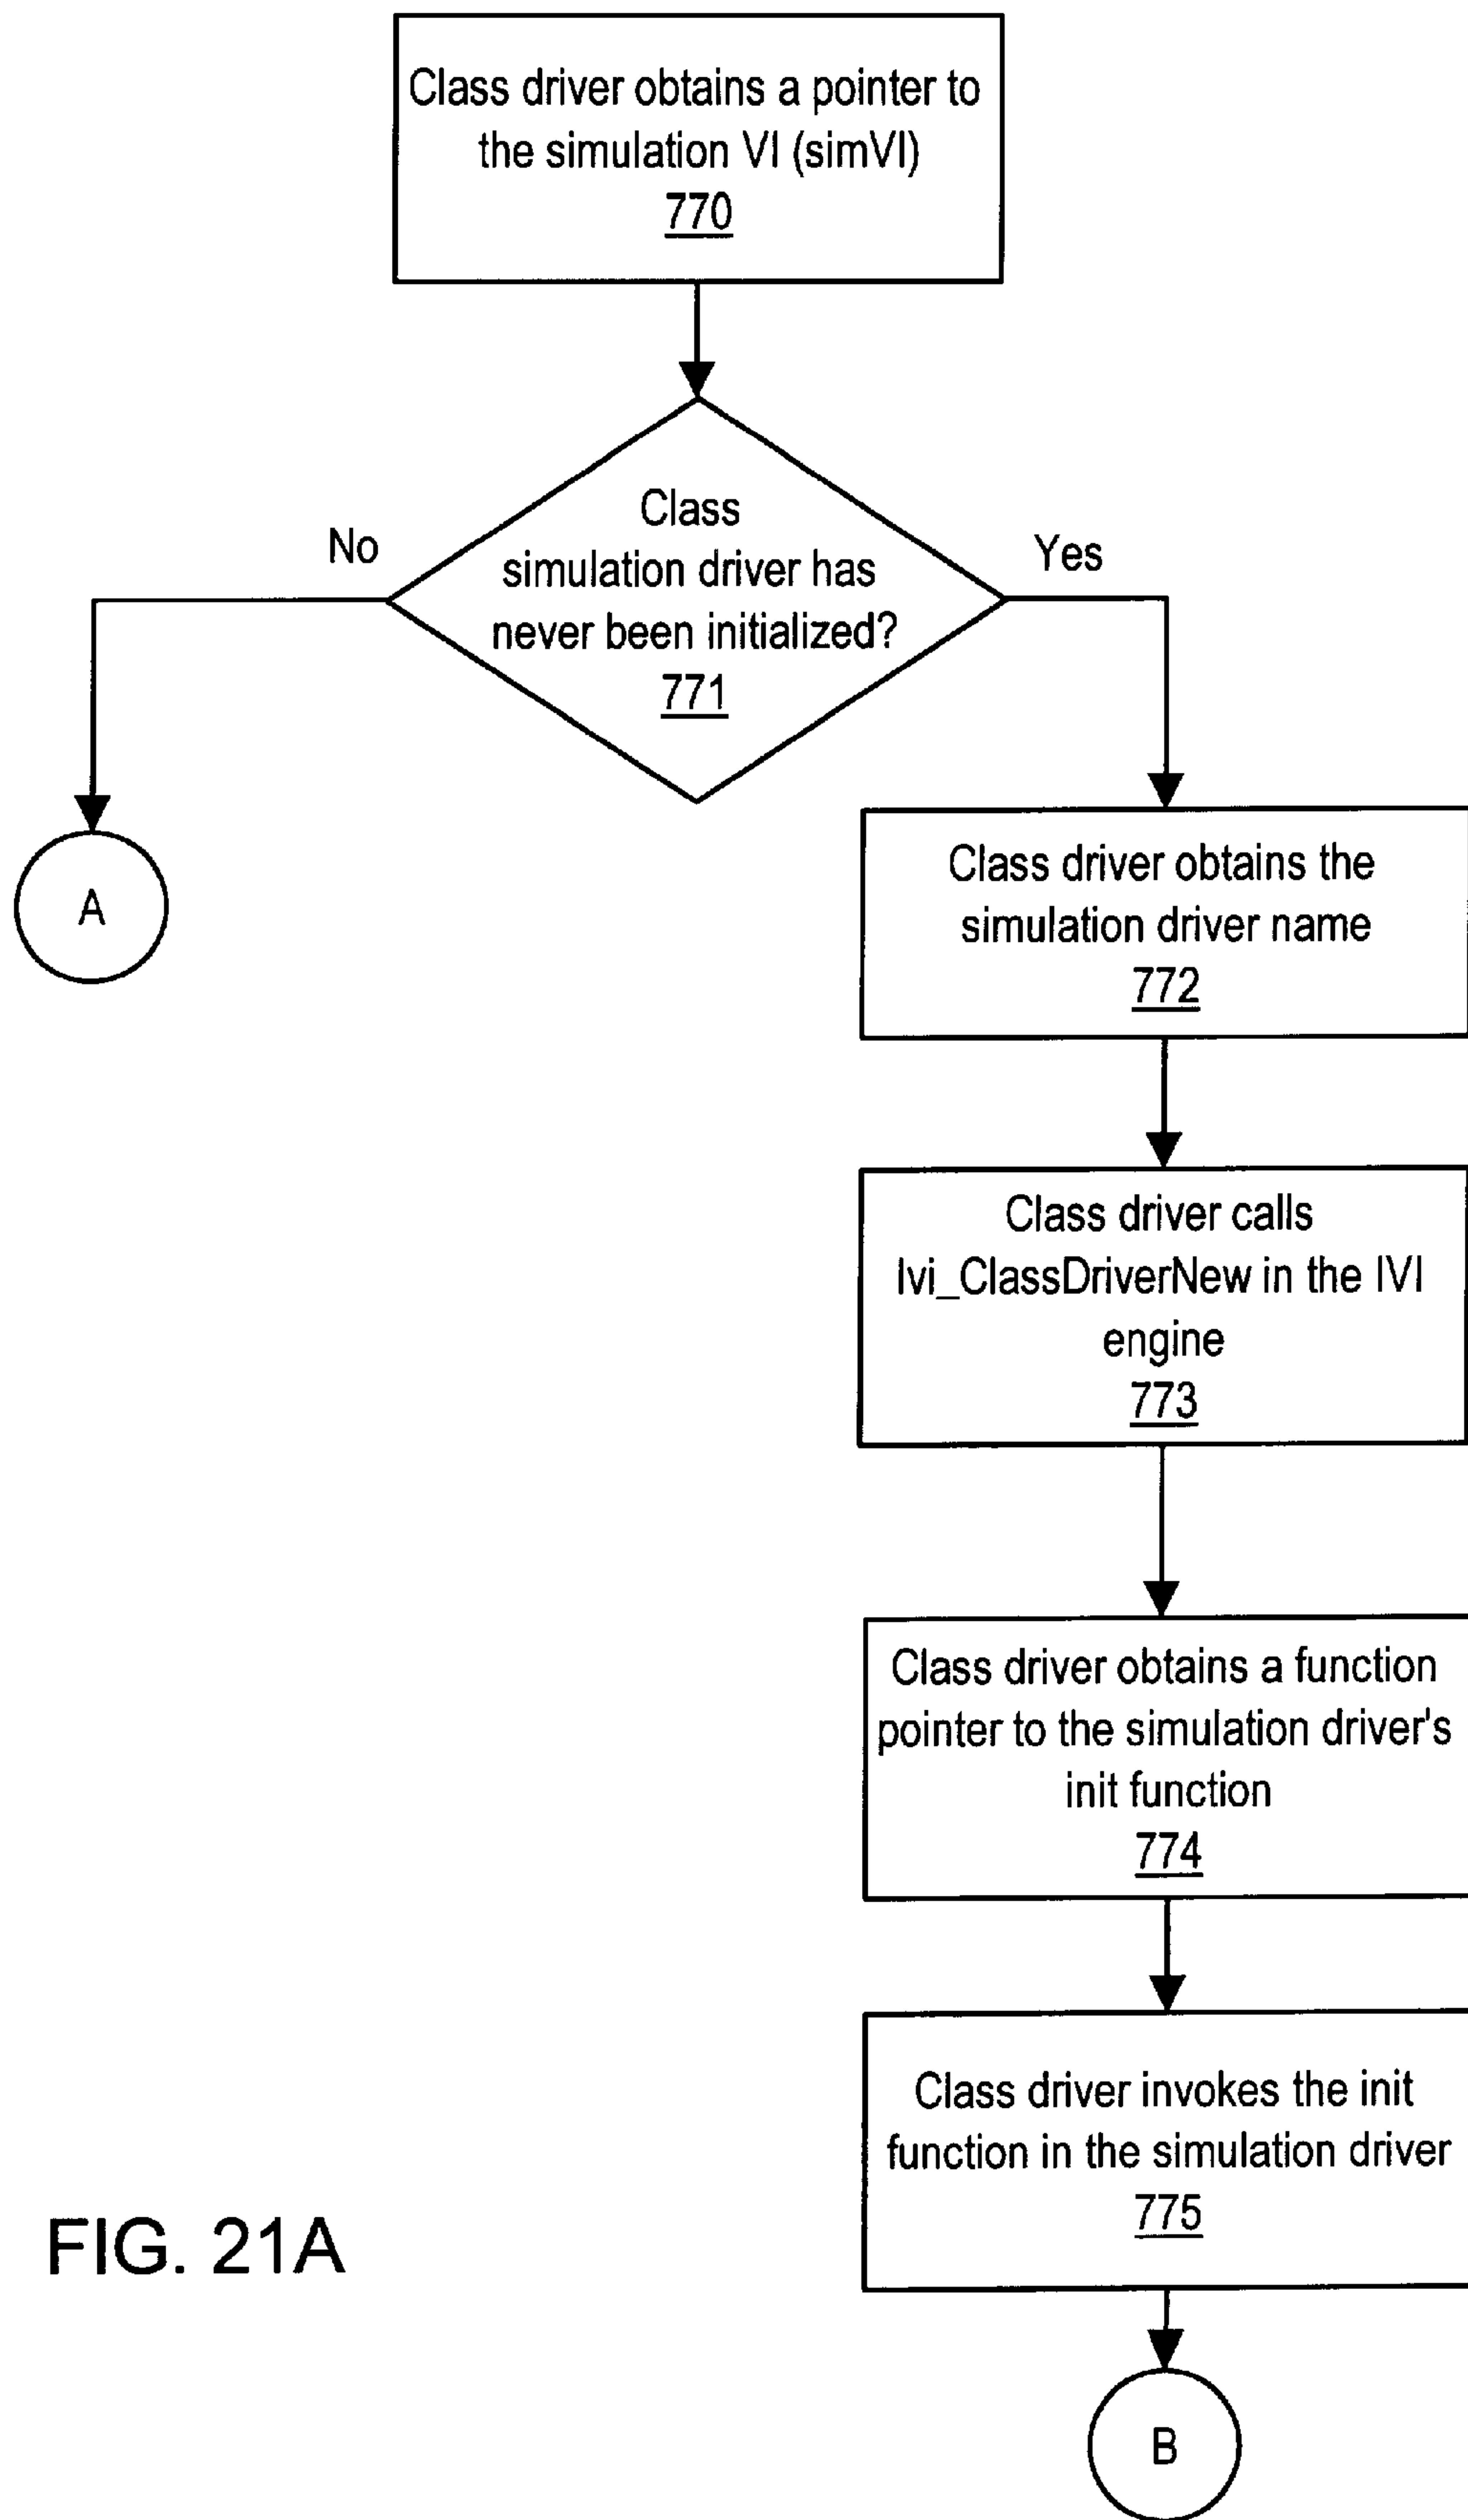 Class driver obtains a pointer to
the simulation VI (simVI)
770
Class
simulation driver has
never been initialized?
771
No
Yes
A
Class driver obtains the
simulation driver name
772
Class driver calls
Ivi_ClassDriverNew in the IVI
engine
773
Class driver obtains a function
pointer to the simulation driver's
init function
774
Class driver invokes the init
function in the simulation driver
775
B
FIG. 21A